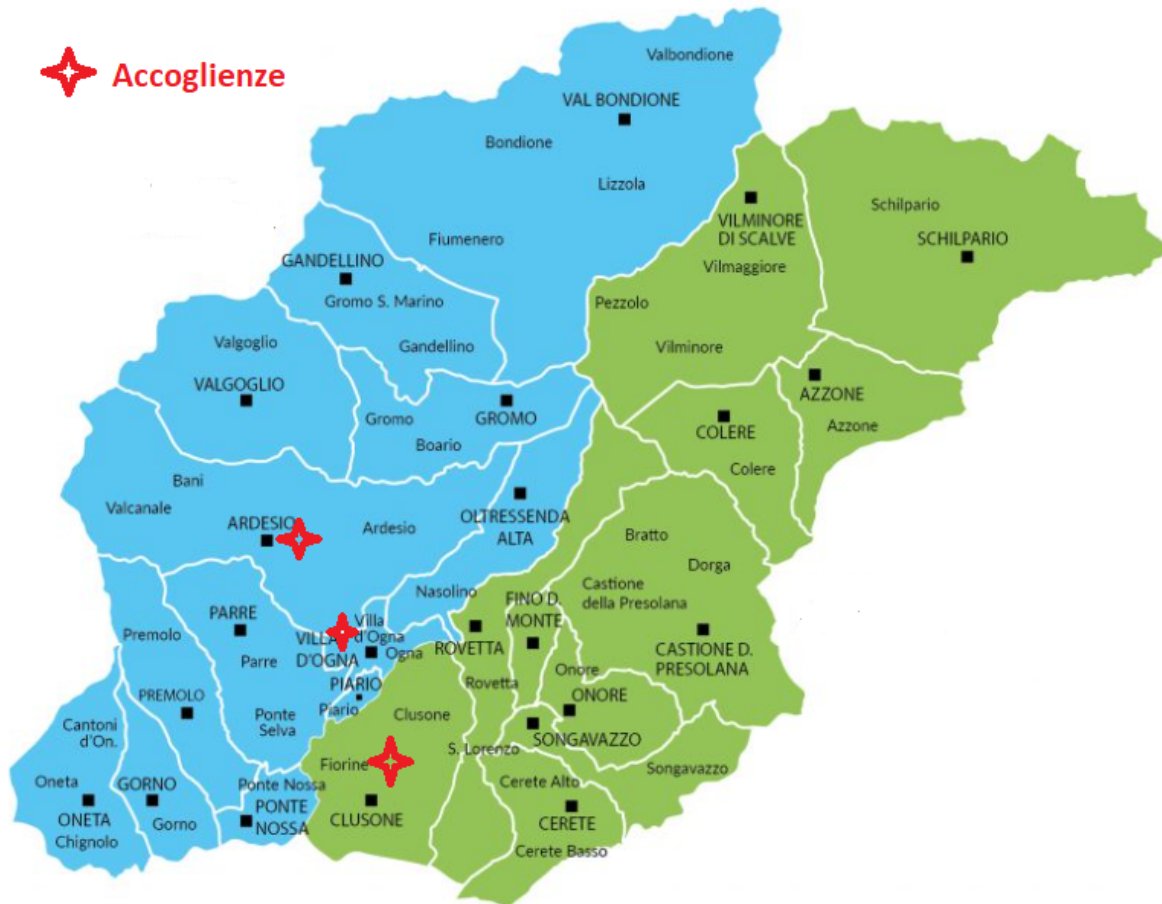 Accoglienze
Valbondione
VAL BONDIONE
Bondione
Lizzola
Fiumenero
Schilpario
SCHILPARIO
VILMINORE
DI SCALVE
Vilmaggiore
Pezzolo
Vilminore
GANDELLINO
Gromo S. Marino
Gandellino
Valgoglio
VALGOGLIO
Gromo
GROMO
Boario
AZZONE
Azzone
COLERE
Colere
Bani
Valcanale
ARDESIO
Ardesio
OLTRESSENDA
ALTA
Nasolino
Bratto
Dorga
Castione
della Presolana
CASTIONE D.
PRESOLANA
FINO D.
MONTE
ROVETTA
Rovetta
Onore
ONORE
SONGAVAZZO
Songavazzo
S. Lorenzo
Cerete Alto
CERETE
Cerete Basso
PARRE
Parre
Ponte
Selva
Villa
d'Ogna
VILLA
D'OGNA
Ogna
PIARIO
Piario
Premolo
PREMOLO
Clusone
Fiorine
CLUSONE
Cantoni
d'On.
Oneta
ONETA
Chignolo
GORNO
Gorno
Ponte Nossa
PONTE
NOSSA